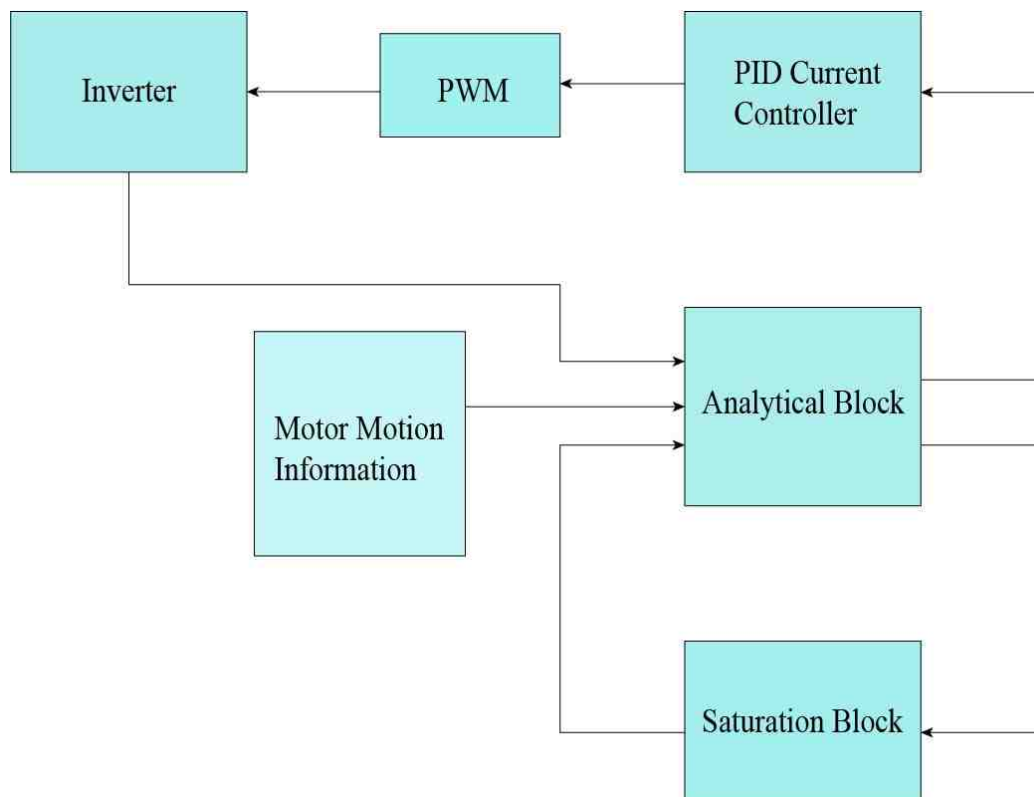 Inverter
PWM
PID Current
Controller
Motor Motion
Information
Analytical Block
Saturation Block